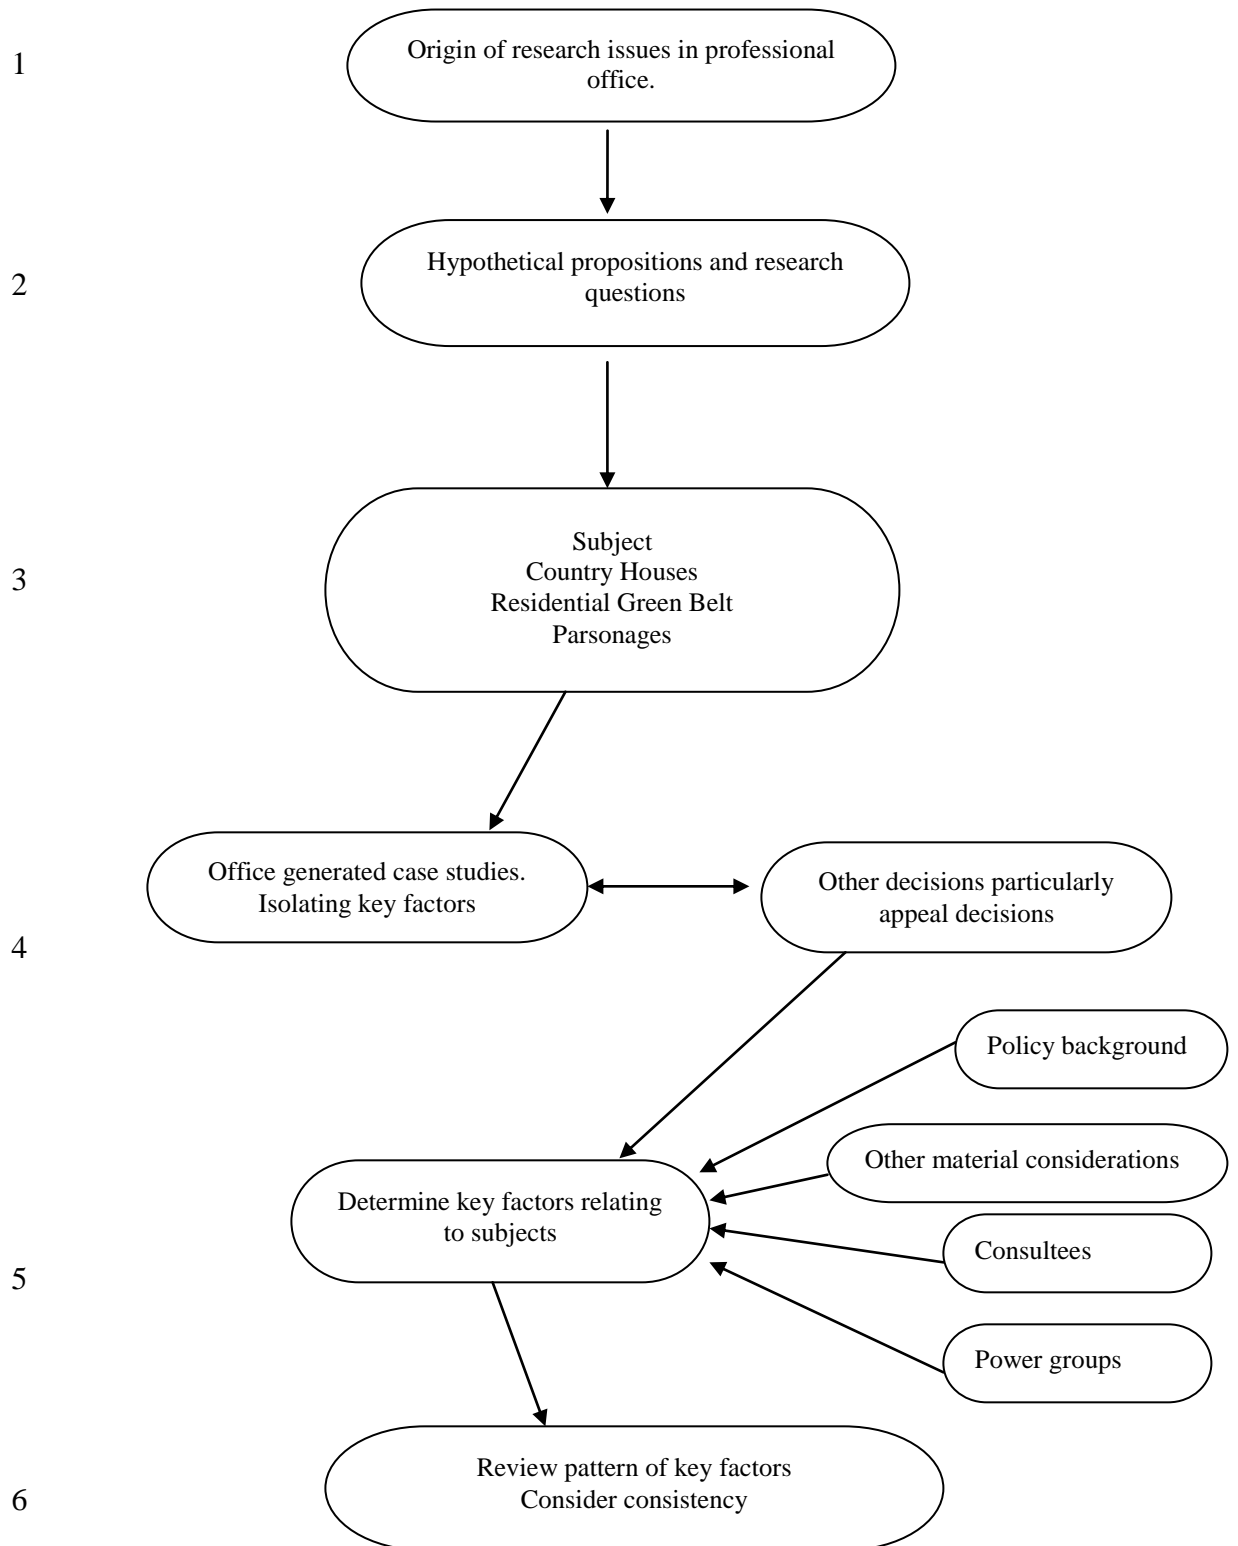 1
Origin of research issues in professional
office.
2
Hypothetical propositions and research
questions
3
Subject
Country Houses
Residential Green Belt
Parsonages
Office generated case studies.
Isolating key factors
Other decisions particularly
appeal decisions
4
Policy background
Other material considerations
Determine key factors relating
to subjects
Consultees
5
Power groups
Review pattern of key factors
Consider consistency
6